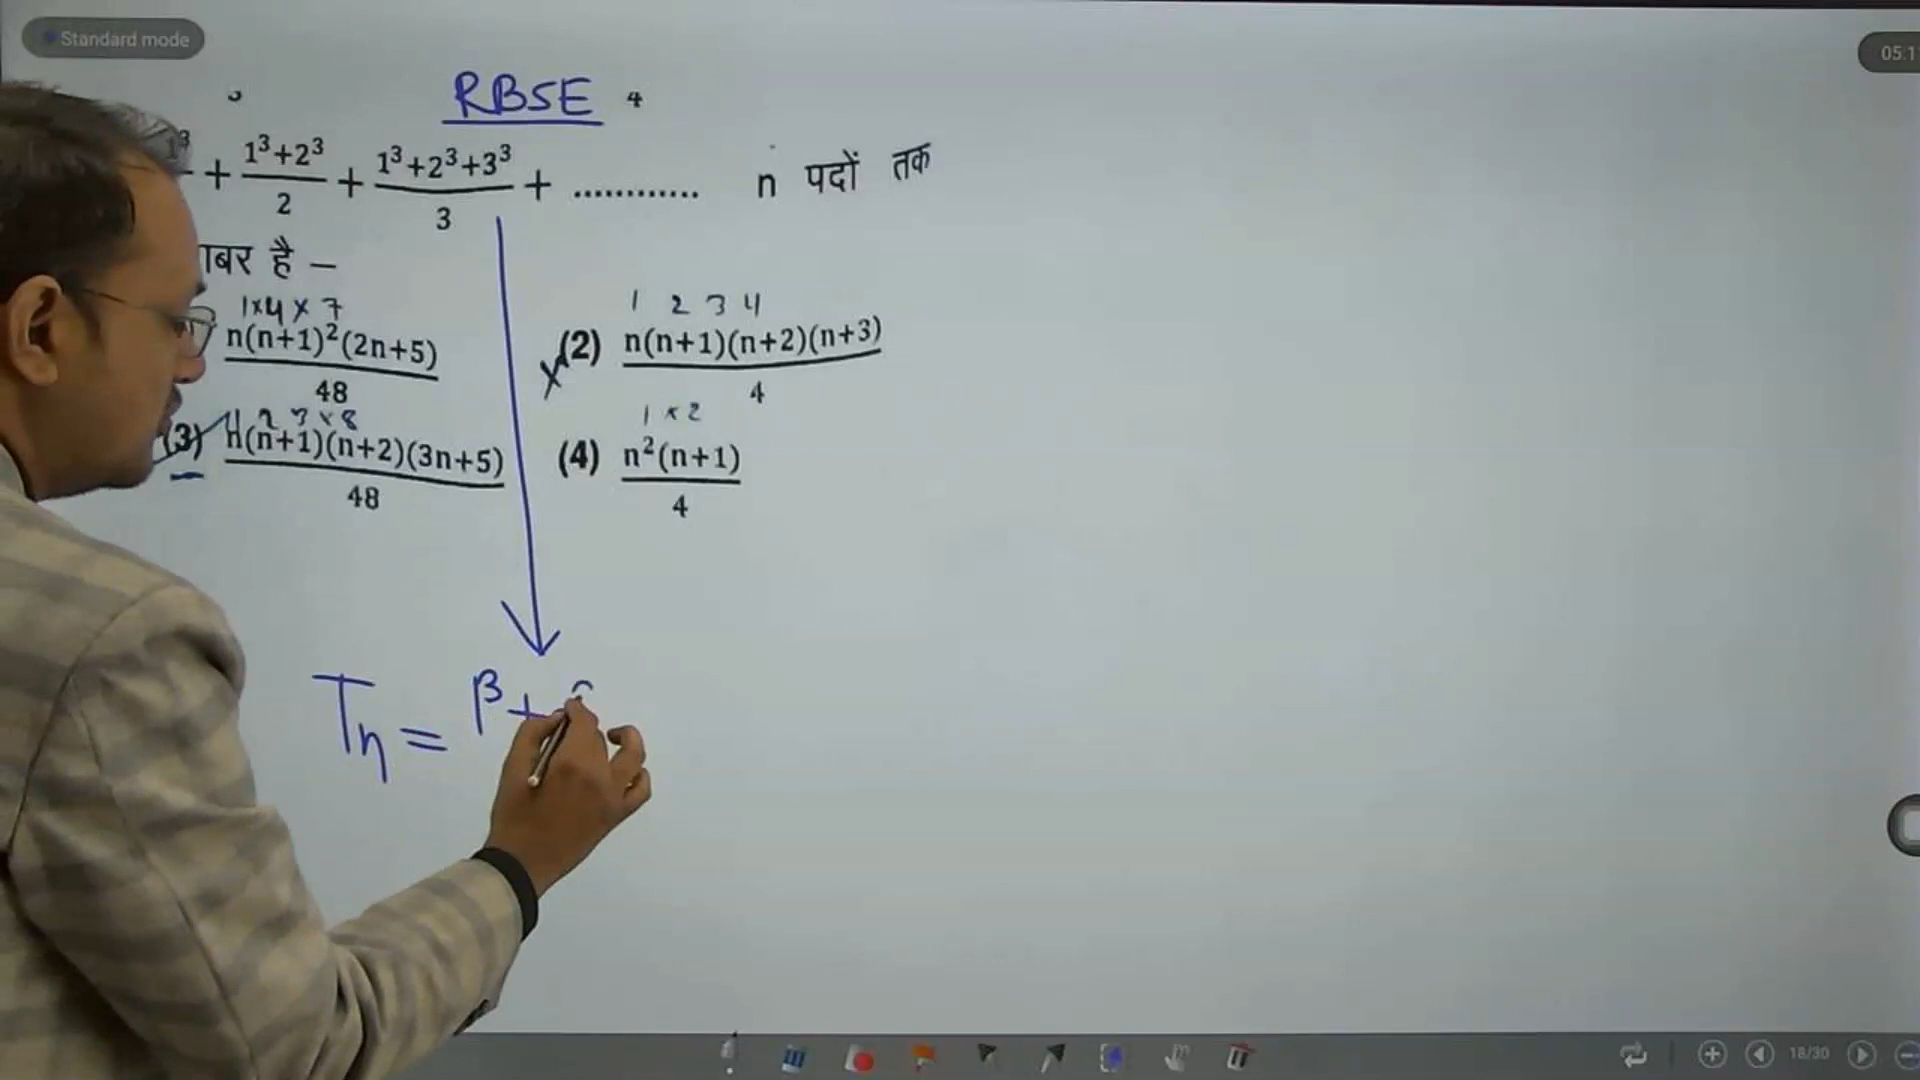 Standard mode
05.1
RBSE 4
1³ + 1³+2³/2 + 1³+2³+3³/3 + ............ n पदों तक
ाबर है –
1×4×7
n(n+1)²(2n+5)/48
1 2 3 4
(2) n(n+1)(n+2)(n+3)/4
1 2 3×8
(3) n(n+1)(n+2)(3n+5)/48
1×2
(4) n²(n+1)/4
Tn = 1³+
18/30